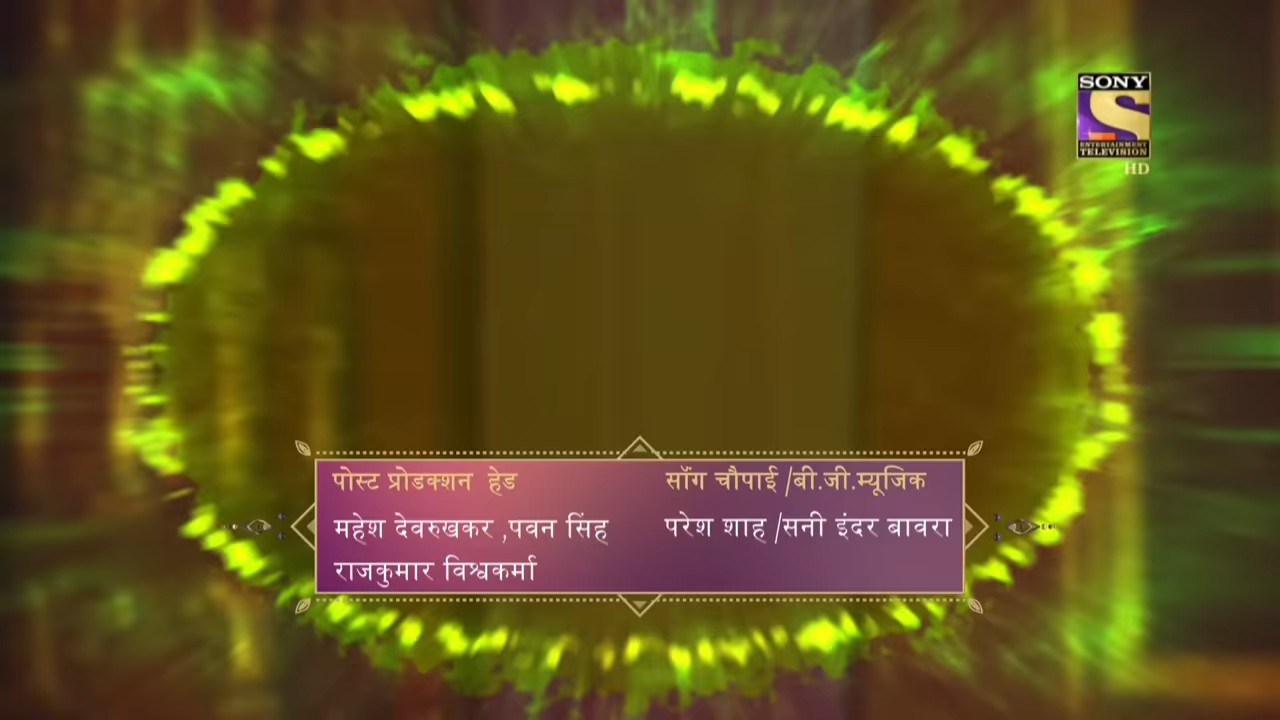 SONY
ENTERTAINMENT
TELEVISION
HD
पोस्ट प्रोडक्शन हेड
महेश देवरुखकर ,पवन सिंह
राजकुमार विश्वकर्मा
सॉंग चौपाई /बी.जी.म्यूजिक
परेश शाह /सनी इंदर बावरा